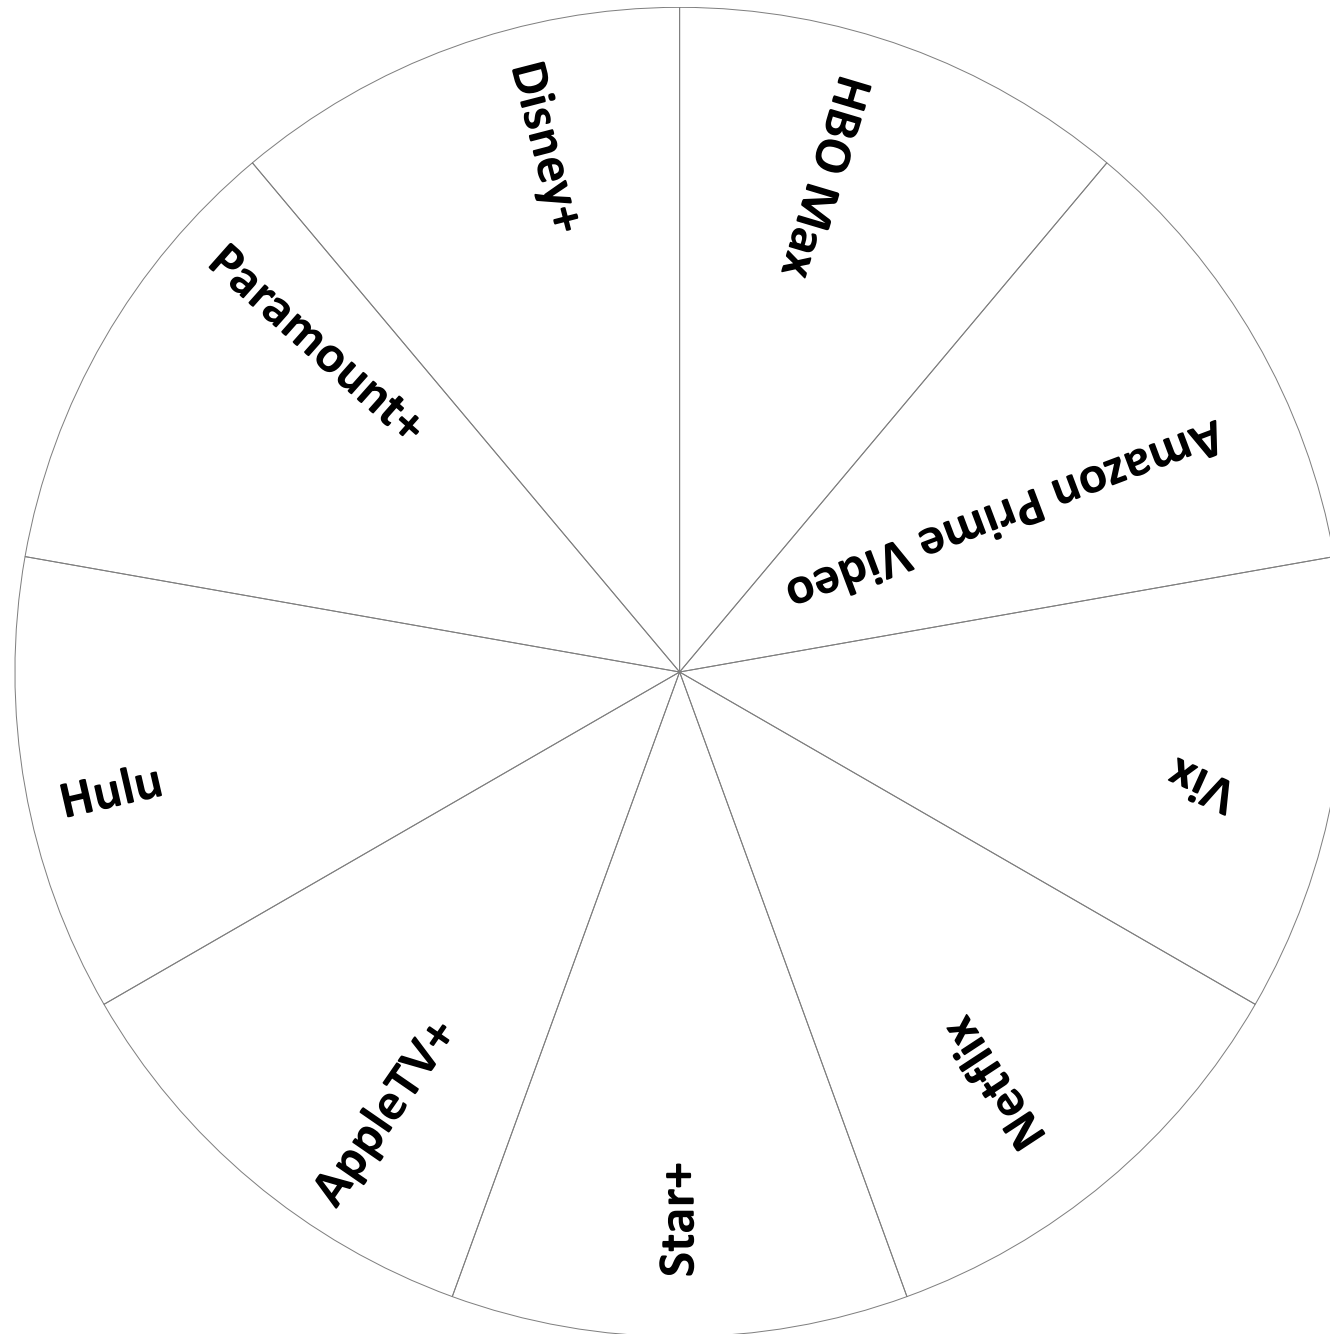 HBO Max
Amazon Prime Video
Vix
Netflix
Star+
AppleTV+
Hulu
Paramount+
Disney+